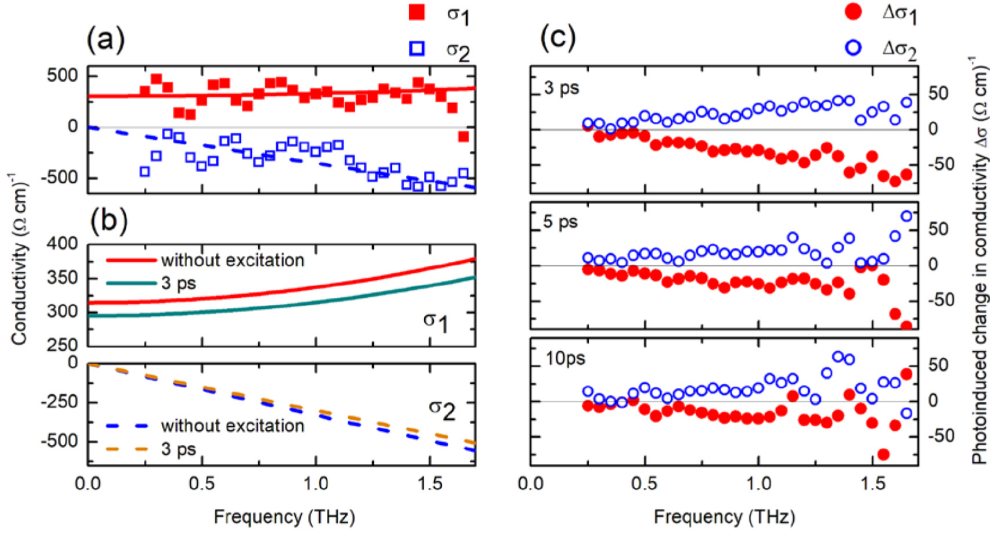 (a)
σ1
σ2
500
0
-500
(b)
400
350
300
250
without excitation
3 ps
σ1
0
-250
-500
σ2
without excitation
3 ps
0.0
0.5
1.0
1.5
Frequency (THz)
Conductivity (Ω cm)-1
(c)
Δσ1
Δσ2
3 ps
50
0
-50
5 ps
50
0
-50
10ps
50
0
-50
0.0
0.5
1.0
1.5
Frequency (THz)
Photoinduced change in comductivity Δσ (Ω cm)-1